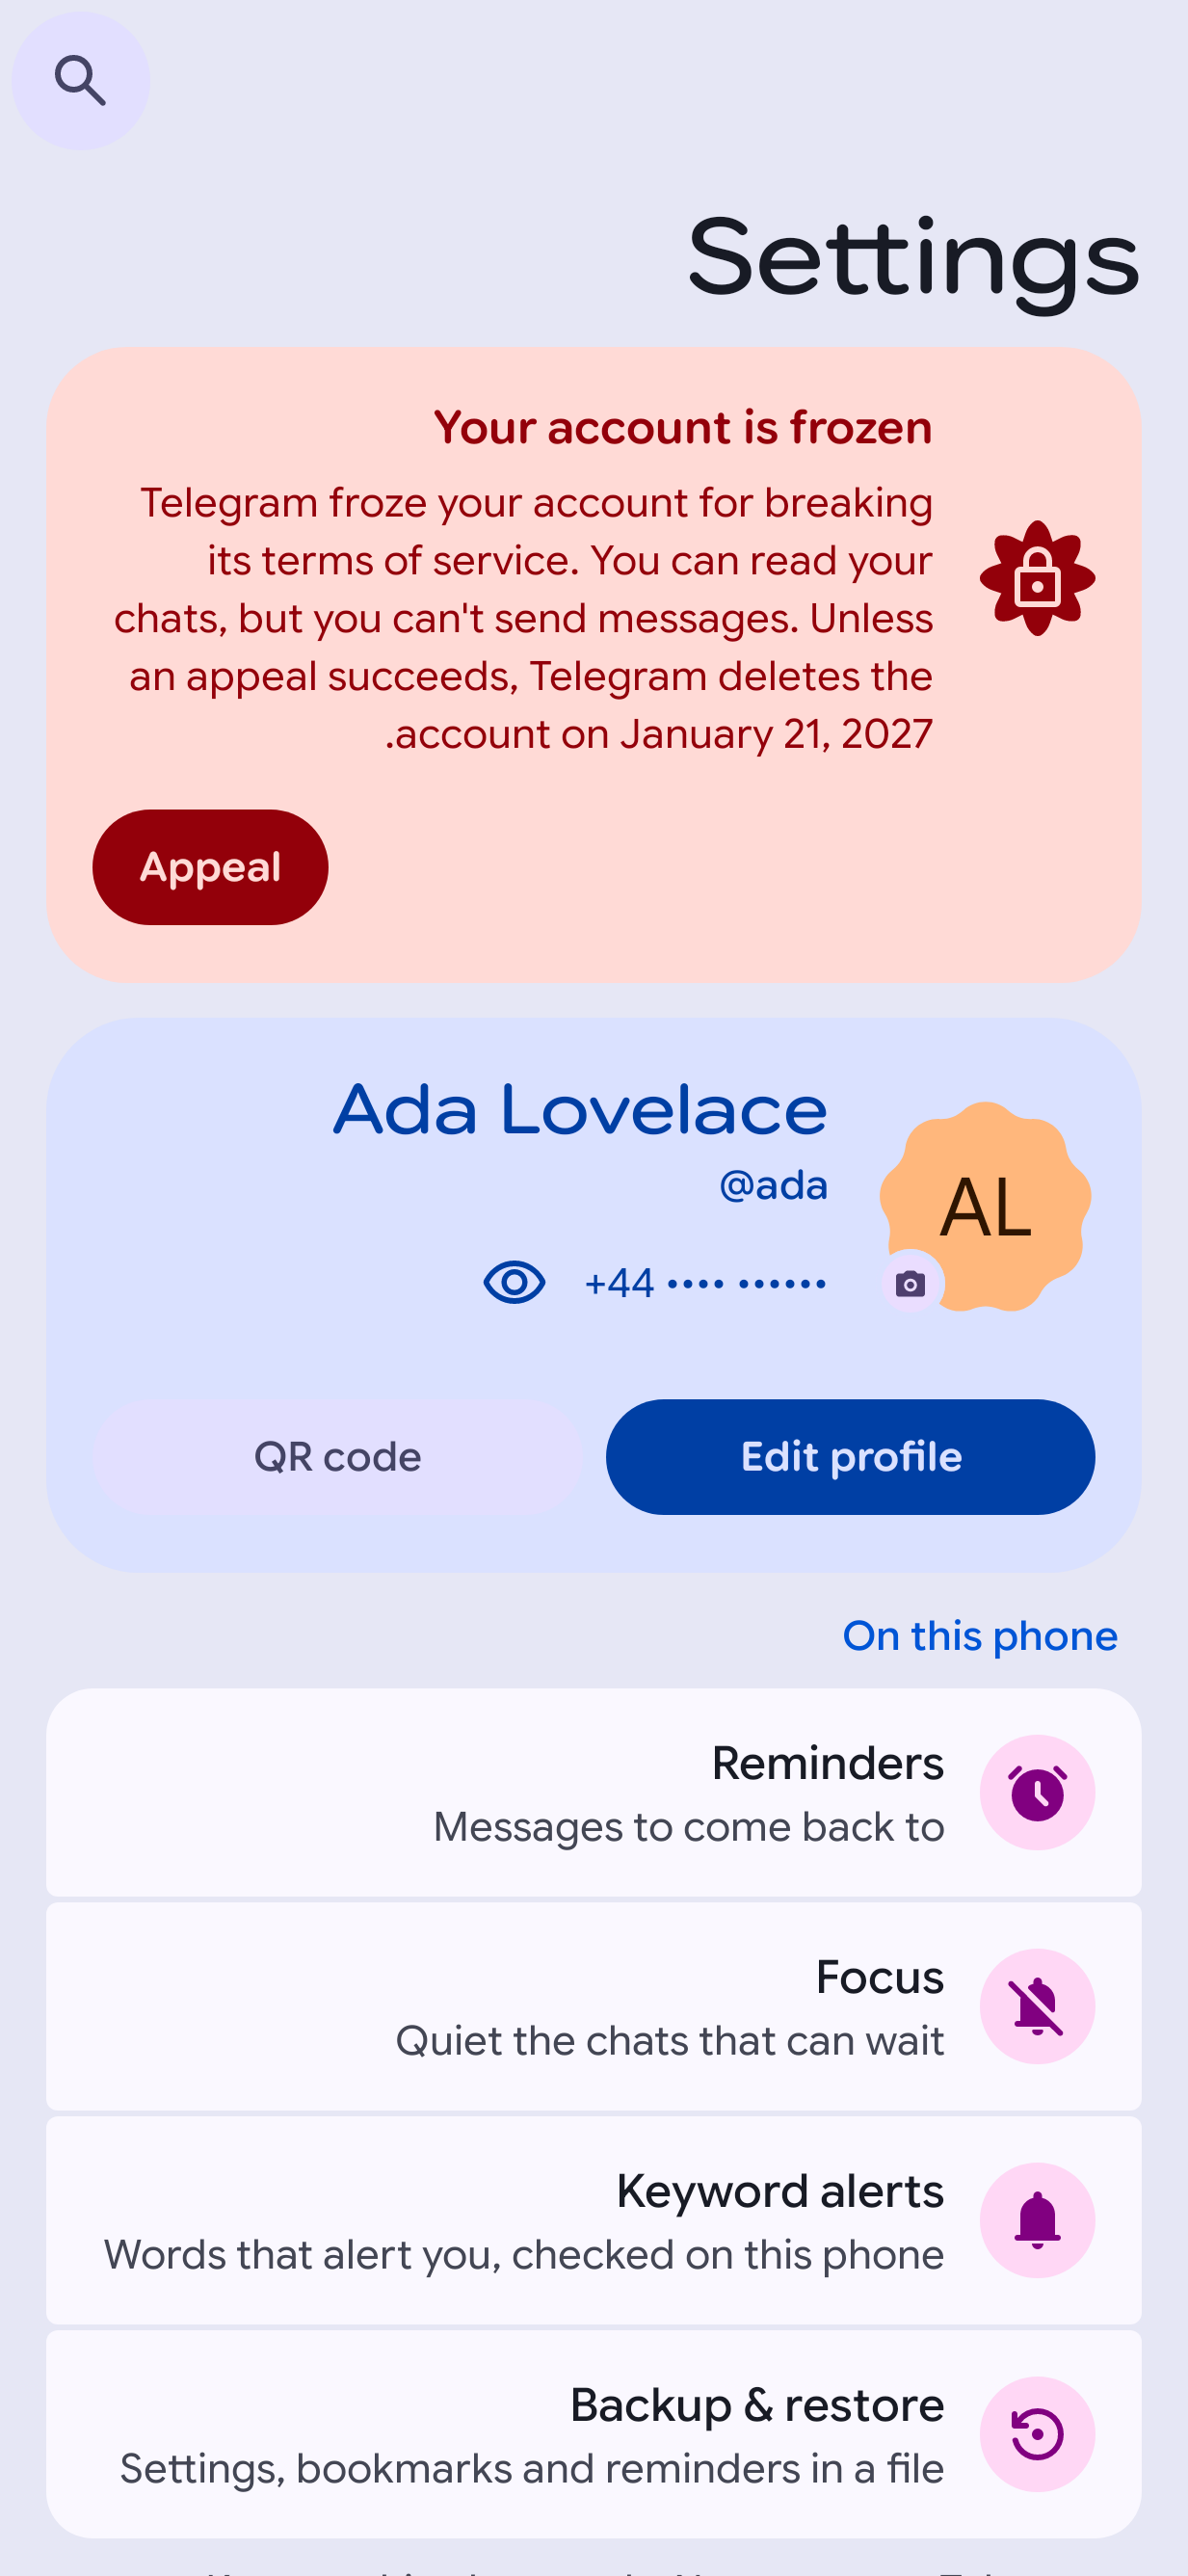 Settings
Your account is frozen
Telegram froze your account for breaking
its terms of service. You can read your
chats, but you can't send messages. Unless
an appeal succeeds, Telegram deletes the
.account on January 21, 2027
Appeal
Ada Lovelace
@ada
AL
+44 •••• ••••••
Edit profile
QR code
On this phone
Reminders
Messages to come back to
Focus
Quiet the chats that can wait
Keyword alerts
Words that alert you, checked on this phone
Backup & restore
Settings, bookmarks and reminders in a file